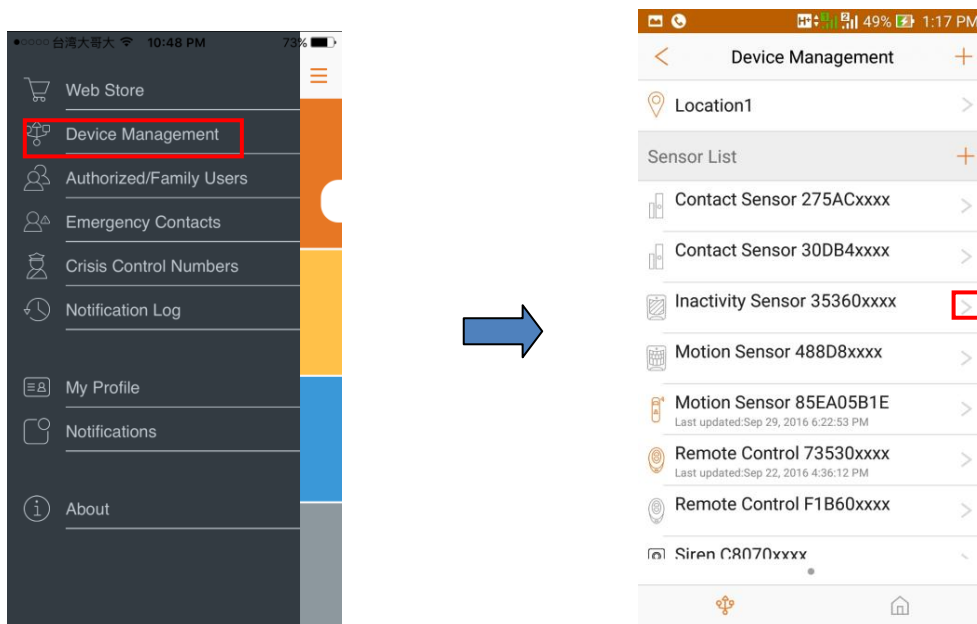 台湾大哥大 10:48 PM 73%
Web Store
Device Management
Authorized/Family Users
Emergency Contacts
Crisis Control Numbers
Notification Log
My Profile
Notifications
About
H+ 1 2 49% 1:17 PM
Device Management
Location1
Sensor List
Contact Sensor 275ACxxxx
Contact Sensor 30DB4xxxx
Inactivity Sensor 35360xxxx
Motion Sensor 488D8xxxx
Motion Sensor 85EA05B1E
Last updated:Sep 29, 2016 6:22:53 PM
Remote Control 73530xxxx
Last updated:Sep 22, 2016 4:36:12 PM
Remote Control F1B60xxxx
Siren C8070xxxx